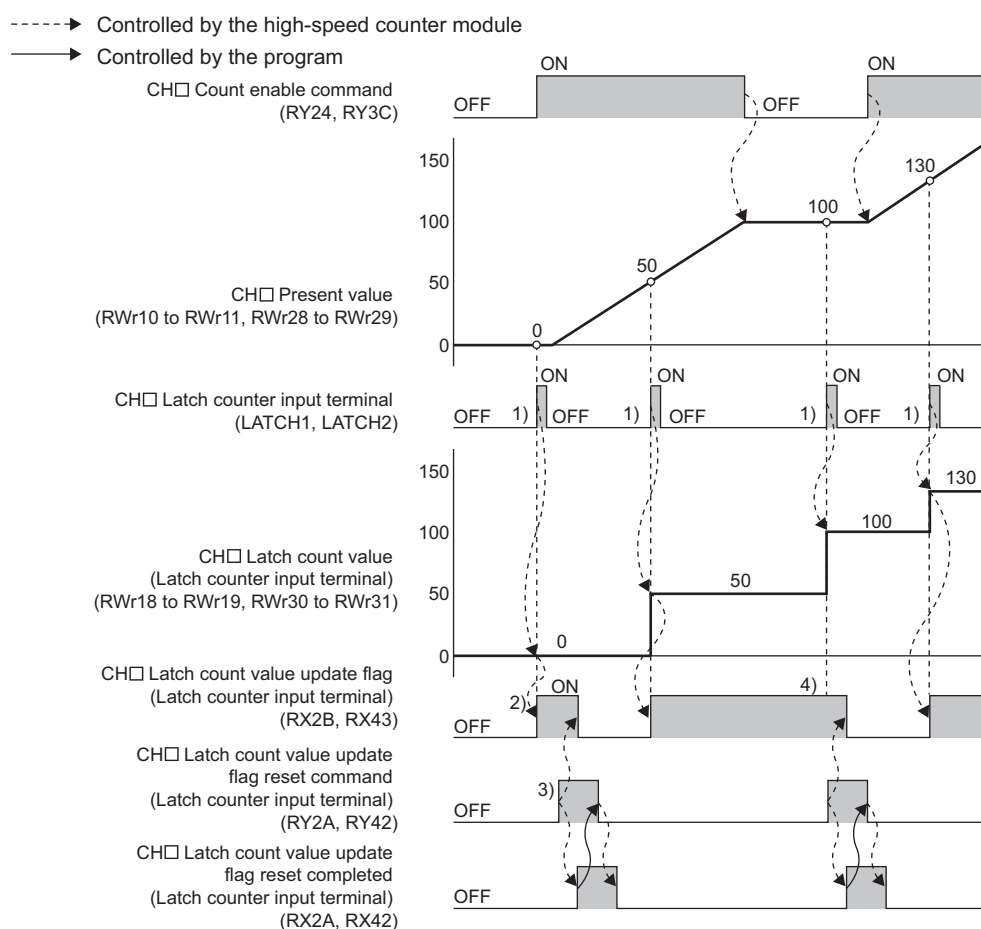 Controlled by the high-speed counter module
Controlled by the program
ON ON
CH□ Count enable command
(RY24, RY3C)
OFF OFF
150
130
100 100
50
50
CH□ Present value
(RWr10 to RWr11, RWr28 to RWr29)
0
0
ON ON ON ON
CH□ Latch counter input terminal
(LATCH1, LATCH2)
OFF 1) OFF 1) OFF 1) OFF 1)
150
130
100
100
CH□ Latch count value
(Latch counter input terminal)
(RWr18 to RWr19, RWr30 to RWr31)
50
50
0
0
CH□ Latch count value update flag
(Latch counter input terminal)
(RX2B, RX43)
ON
2) 4)
OFF
CH□ Latch count value update
flag reset command
(Latch counter input terminal)
(RY2A, RY42)
3)
OFF
CH□ Latch count value update
flag reset completed
(Latch counter input terminal)
(RX2A, RX42)
OFF